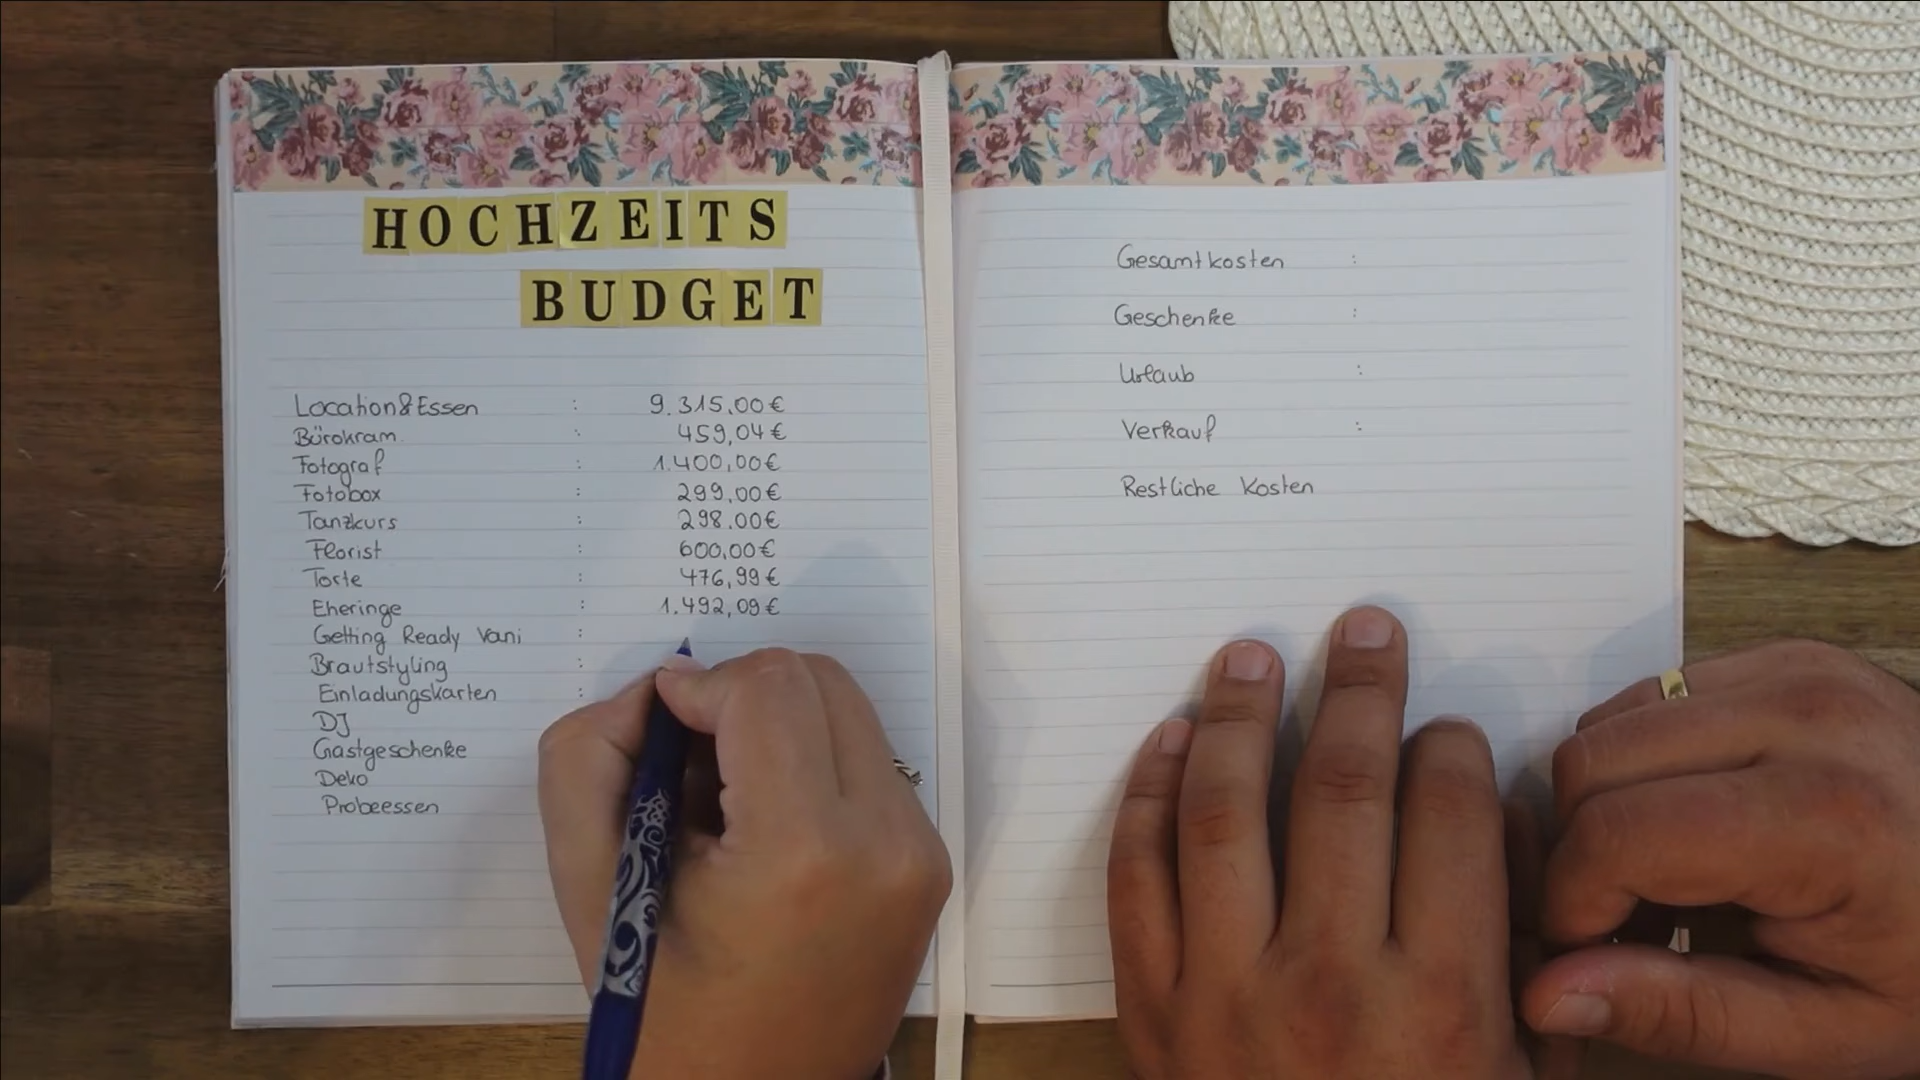 HOCHZEITS
BUDGET
Location&Essen : 9.315,00€
Bürokram : 459,04€
Fotograf : 1.400,00€
Fotobox : 299,00€
Tanzkurs : 298.00€
Florist : 600,00€
Torte : 476,99€
Eheringe : 1.492,09€
Getting Ready Vani :
Brautstyling :
Einladungskarten :
DJ
Gastgeschenke
Deko
Probeessen
Gesamtkosten :
Geschenke :
Urlaub :
Verkauf :
Restliche Kosten